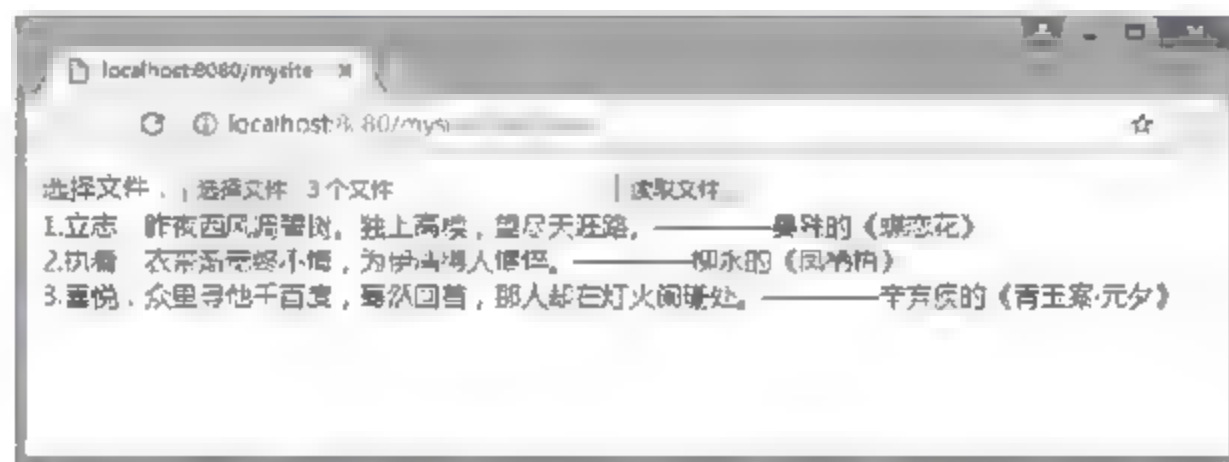 localhost:8080/mysite
localhost:8080/mysi
选择文件: 选择文件 3个文件 读取文件
1.立志 昨夜西风凋碧树。独上高楼，望尽天涯路。————晏殊的《蝶恋花》
2.执着 衣带渐宽终不悔，为伊消得人憔悴。————柳永的《凤栖梧》
3.喜悦: 众里寻他千百度，蓦然回首，那人却在灯火阑珊处。————辛弃疾的《青玉案·元夕》